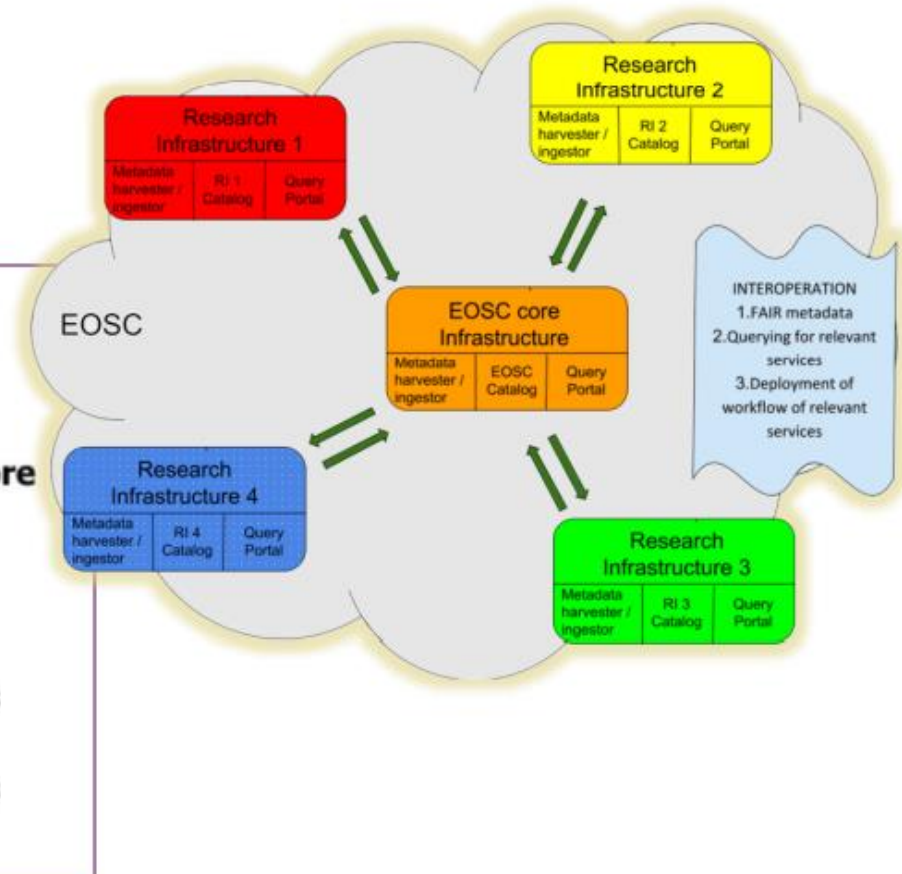 Research
Infrastructure 1
Metadata
harvester /
ingestor
RI 1
Catalog
Query
Portal
Research
Infrastructure 2
Metadata
harvester /
ingestor
RI 2
Catalog
Query
Portal
EOSC
EOSC core
Infrastructure
Metadata
harvester /
ingestor
EOSC
Catalog
Query
Portal
INTEROPERATION
1.FAIR metadata
2.Querying for relevant
services
3.Deployment of
workflow of relevant
services
Research
Infrastructure 4
Metadata
harvester /
ingestor
RI 4
Catalog
Query
Portal
Research
Infrastructure 3
Metadata
harvester /
ingestor
RI 3
Catalog
Query
Portal